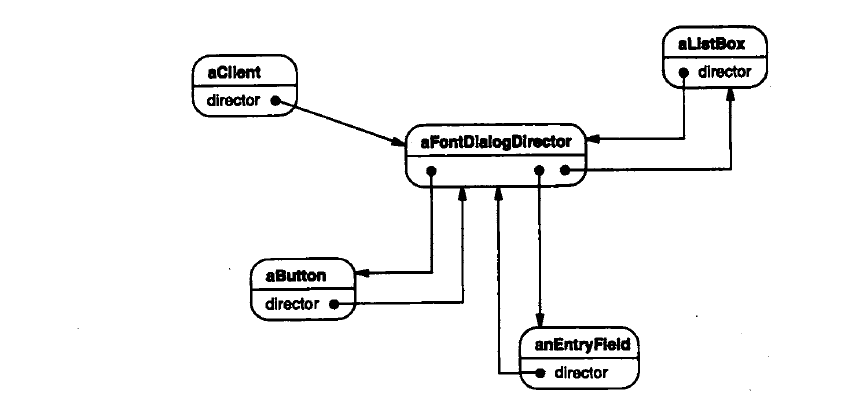 aListBox
director
aClient
director
aFontDialogDirector
aButton
director
anEntryField
director